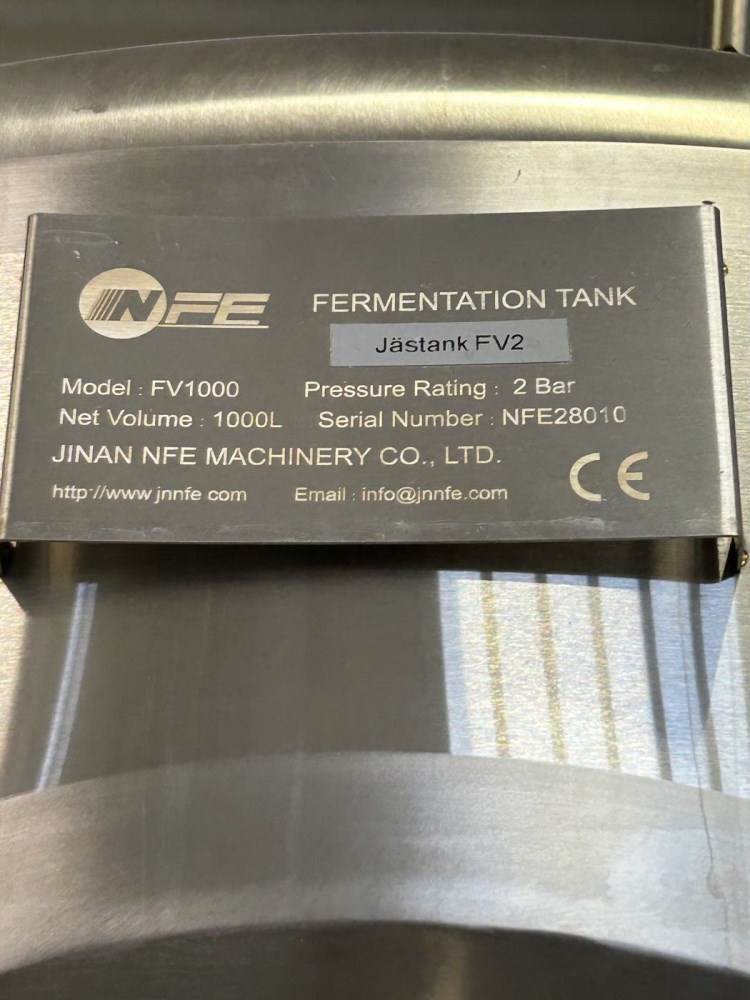 NFE FERMENTATION TANK
Jästank FV2
Model : FV1000 Pressure Rating : 2 Bar
Net Volume : 1000L Serial Number : NFE28010
JINAN NFE MACHINERY CO., LTD.
http://www.jnnfe.com Email : info@jnnfe.com CE